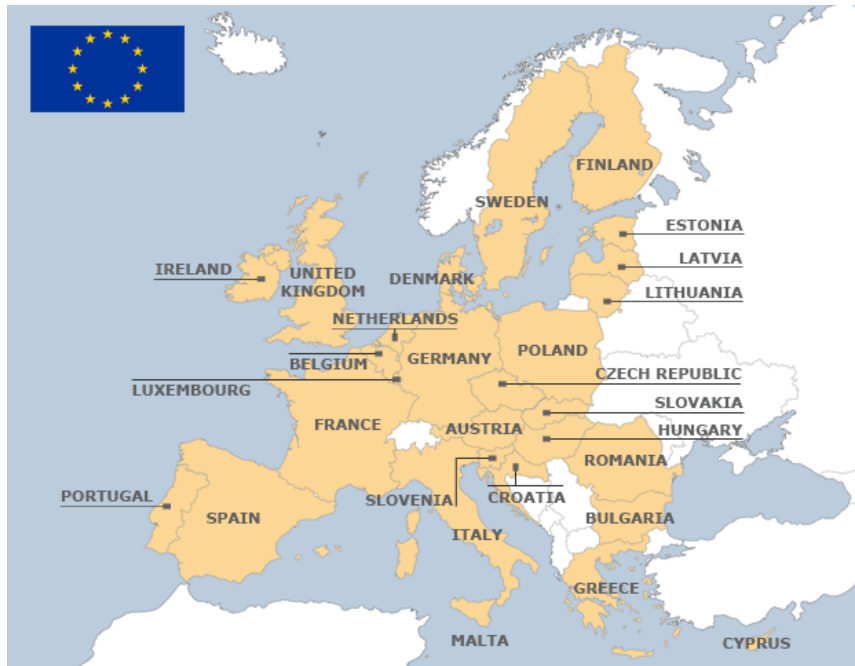 FINLAND
SWEDEN
ESTONIA
LATVIA
LITHUANIA
IRELAND
UNITED
KINGDOM
DENMARK
NETHERLANDS
BELGIUM
GERMANY
POLAND
LUXEMBOURG
CZECH REPUBLIC
SLOVAKIA
FRANCE
AUSTRIA
HUNGARY
ROMANIA
PORTUGAL
SPAIN
SLOVENIA
CROATIA
ITALY
BULGARIA
GREECE
MALTA
CYPRUS